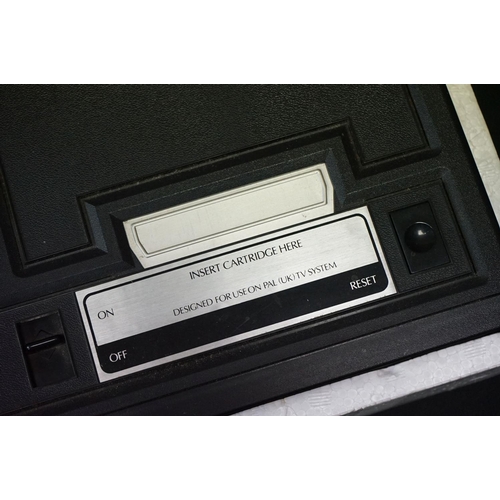 INSERT CARTRIDGE HERE
DESIGNED FOR USE ON PAL (UK) TV SYSTEM
ON
OFF
RESET